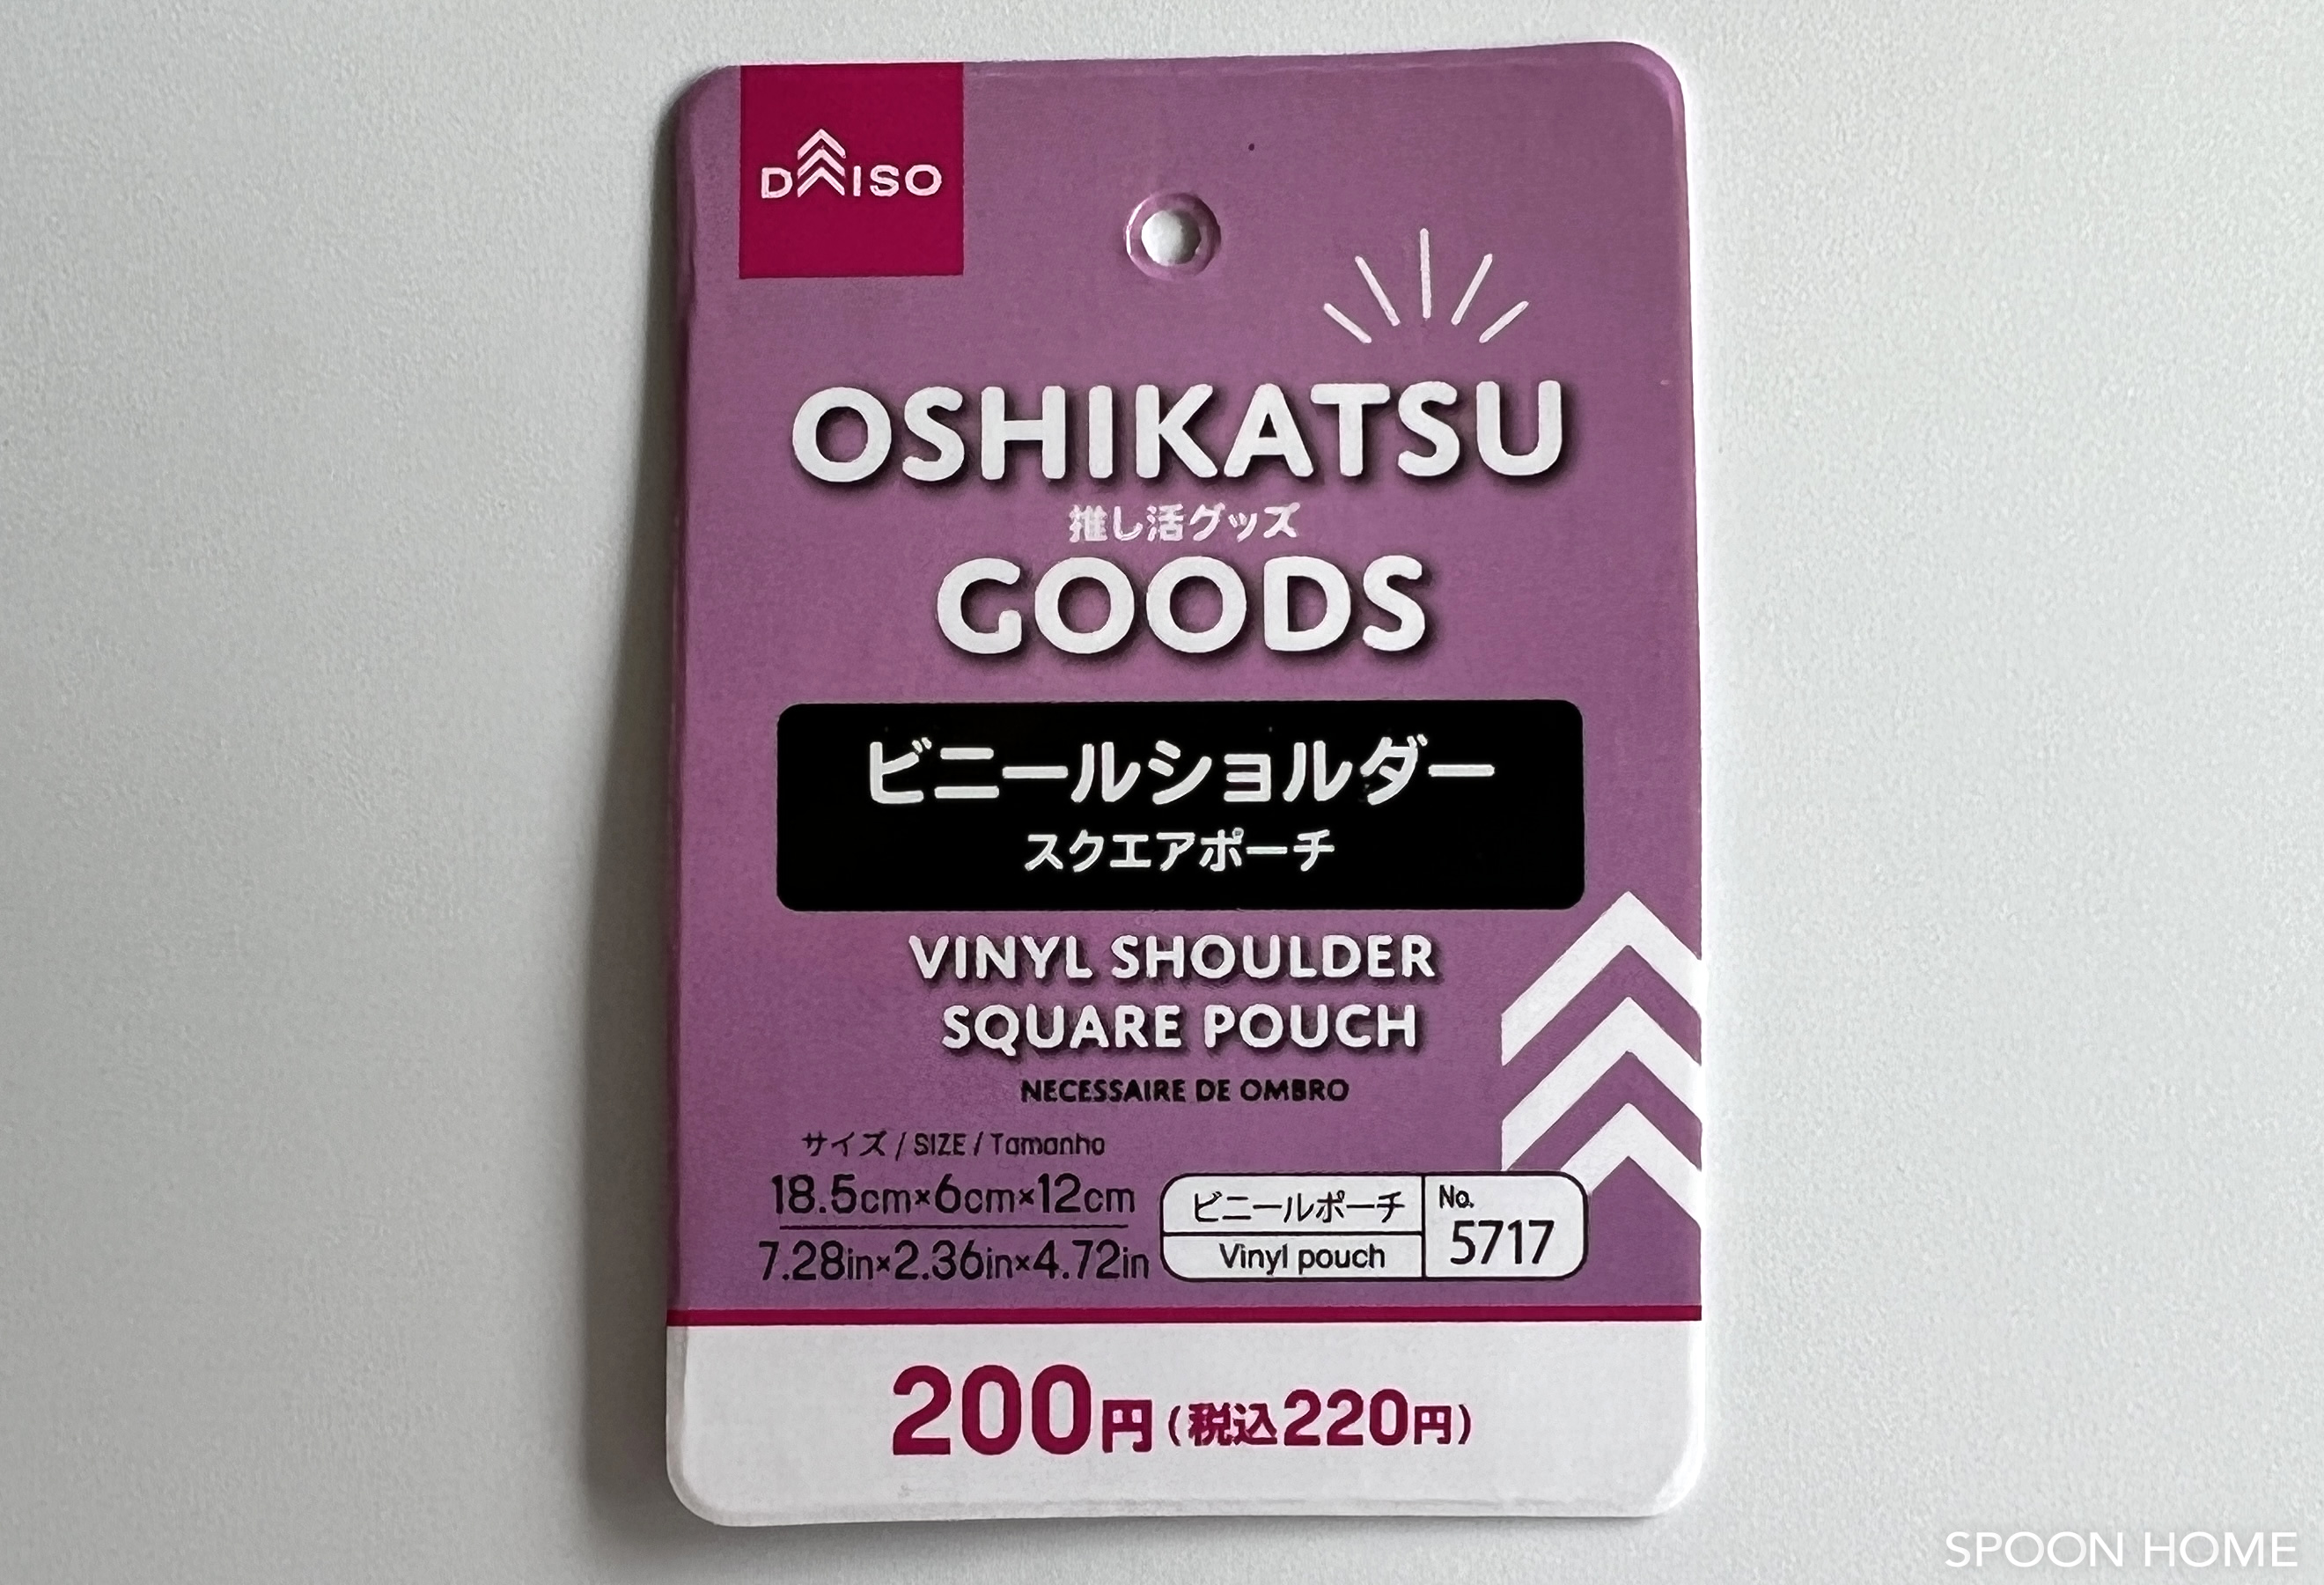 DAISO
OSHIKATSU
推し活グッズ
GOODS
ビニールショルダー
スクエアポーチ
VINYL SHOULDER
SQUARE POUCH
NECESSAIRE DE OMBRO
サイズ / SIZE / Tamanho
18.5cm×6cm×12cm
7.28in×2.36in×4.72in
ビニールポーチ
Vinyl pouch
No.
5717
200円(税込220円)
SPOON HOME